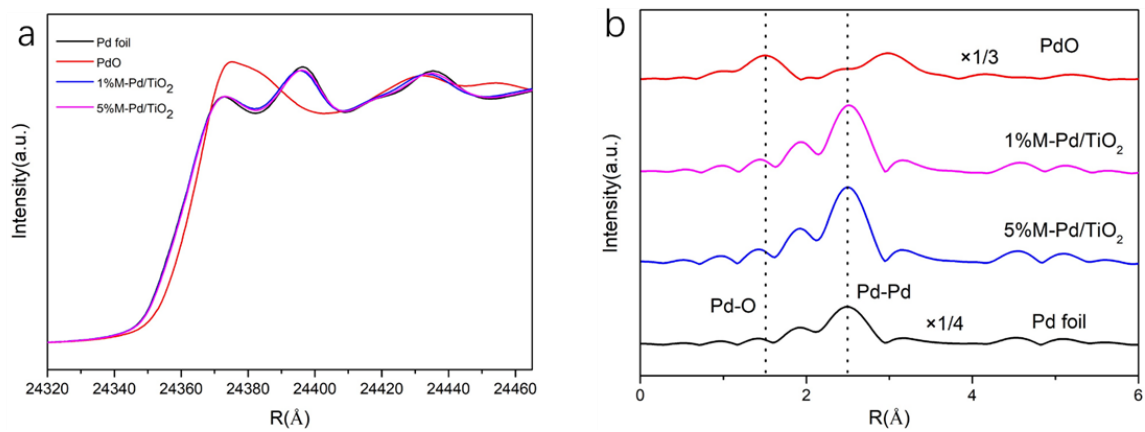 a
Pd foil
PdO
1%M-Pd/TiO₂
5%M-Pd/TiO₂
Intensity(a.u.)
24320 24340 24360 24380 24400 24420 24440 24460
R(Å)
b
PdO
×1/3
1%M-Pd/TiO₂
5%M-Pd/TiO₂
Pd-O
Pd-Pd
×1/4
Pd foil
Intensity(a.u.)
0 2 4 6
R(Å)